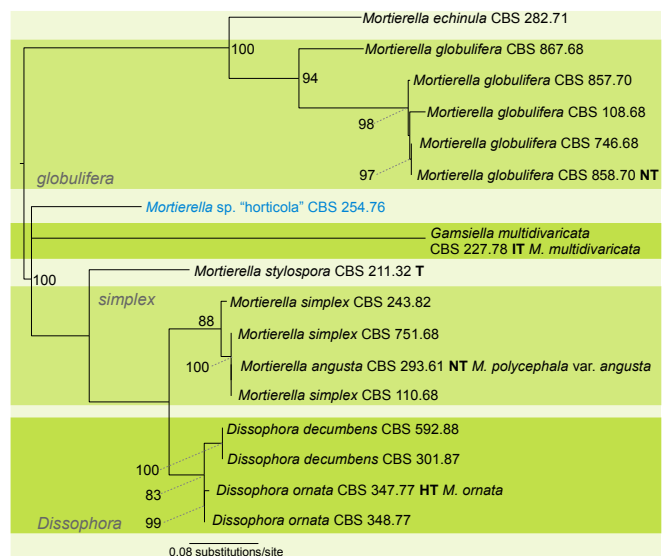 Mortierella echinula CBS 282.71
100
Mortierella globulifera CBS 867.68
94
Mortierella globulifera CBS 857.70
Mortierella globulifera CBS 108.68
98
Mortierella globulifera CBS 746.68
97
Mortierella globulifera CBS 858.70 NT
globulifera
Mortierella sp. “horticola” CBS 254.76
Gamsiella multidivaricata
CBS 227.78 IT M. multidivaricata
100
Mortierella stylospora CBS 211.32 T
simplex
Mortierella simplex CBS 243.82
88
Mortierella simplex CBS 751.68
100
Mortierella angusta CBS 293.61 NT M. polycephala var. angusta
Mortierella simplex CBS 110.68
Dissophora decumbens CBS 592.88
Dissophora decumbens CBS 301.87
100
83
Dissophora ornata CBS 347.77 HT M. ornata
99
Dissophora ornata CBS 348.77
Dissophora
0.08 substitutions/site